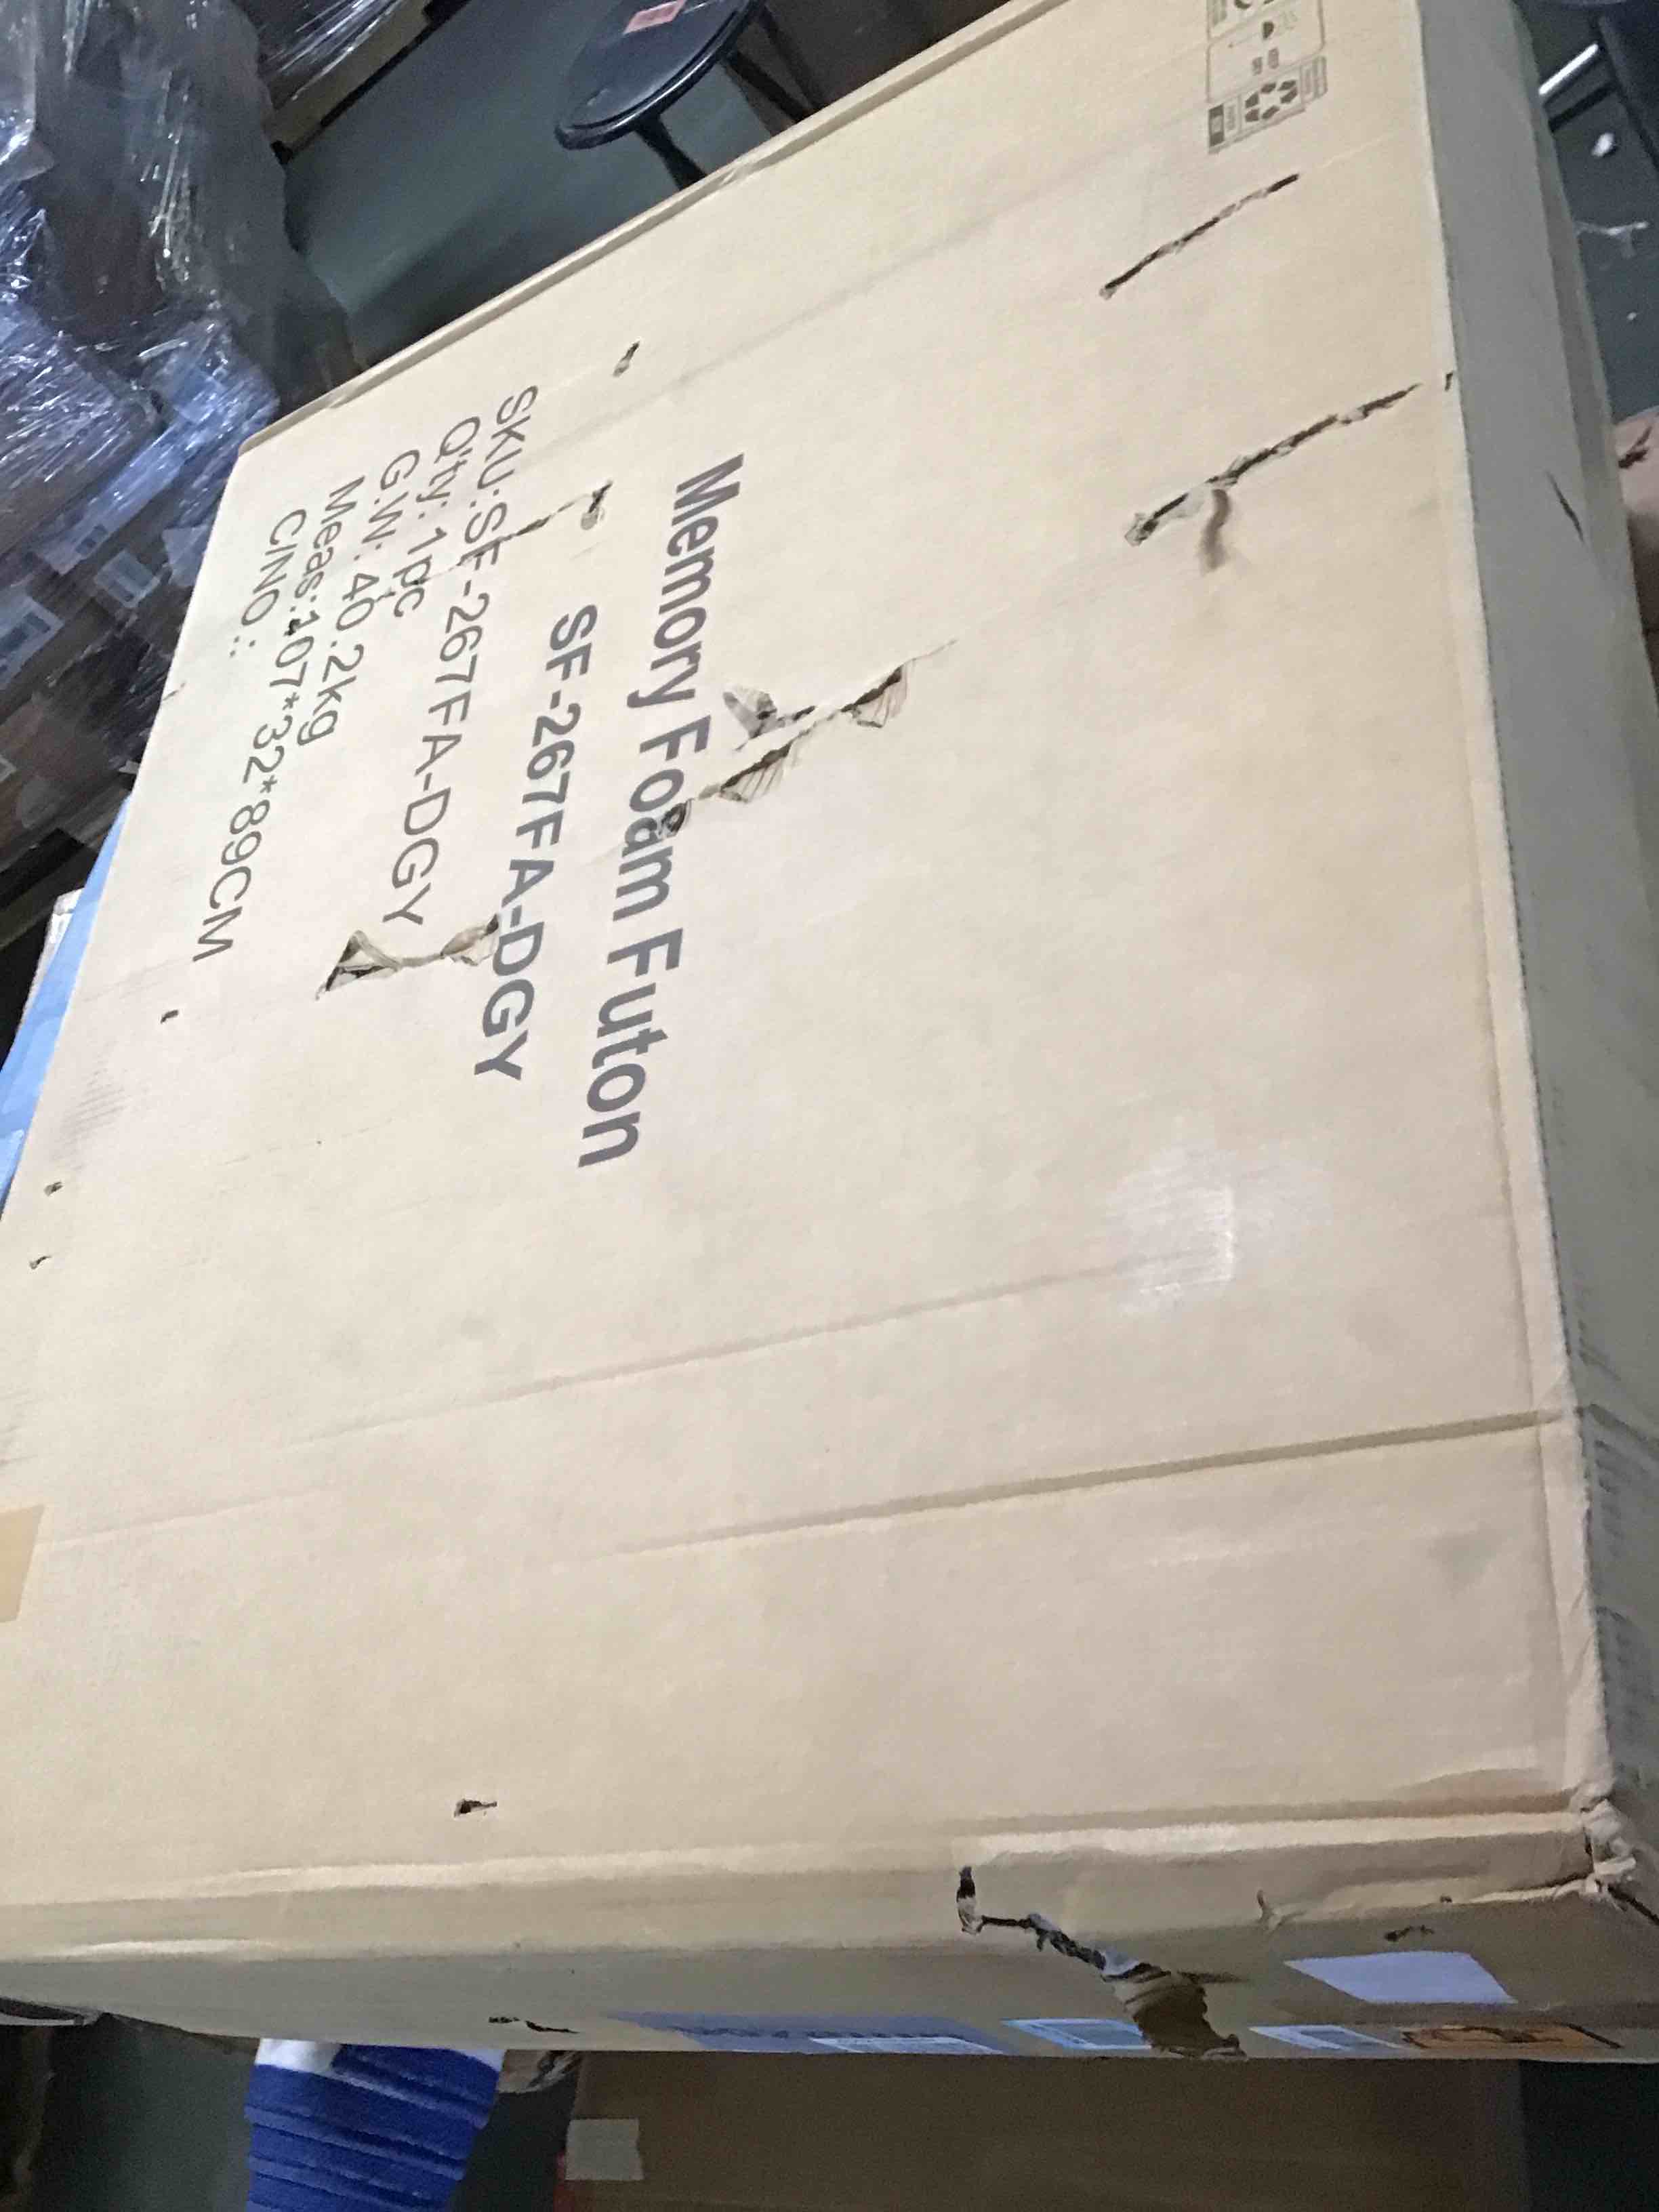 Memory Foam Futon
SF-267FA-DGY
SKU:SF-267FA-DGY
Q'ty: 1pc
G.W.: 40.2kg
Meas:107*32*89CM
C/NO.: